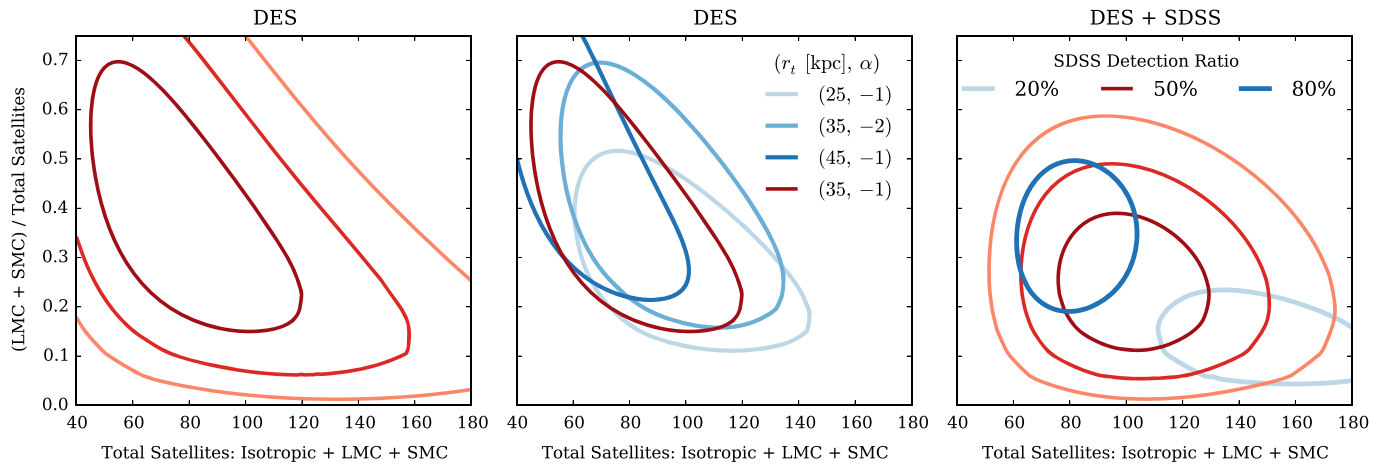 DES
DES
DES + SDSS
(LMC + SMC) / Total Satellites
0.7
0.6
0.5
0.4
0.3
0.2
0.1
0.0
(r_t [kpc], α)
(25, −1)
(35, −2)
(45, −1)
(35, −1)
SDSS Detection Ratio
20% 50% 80%
40 60 80 100 120 140 160 180
40 60 80 100 120 140 160 180
40 60 80 100 120 140 160 180
Total Satellites: Isotropic + LMC + SMC
Total Satellites: Isotropic + LMC + SMC
Total Satellites: Isotropic + LMC + SMC